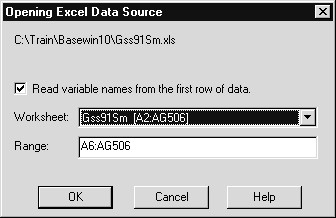 Opening Excel Data Source
C:\Train\Basewin10\Gss91Sm.xls
Read variable names from the first row of data.
Worksheet: Gss91Sm [A2:AG506]
Range: A6:AG506
OK Cancel Help